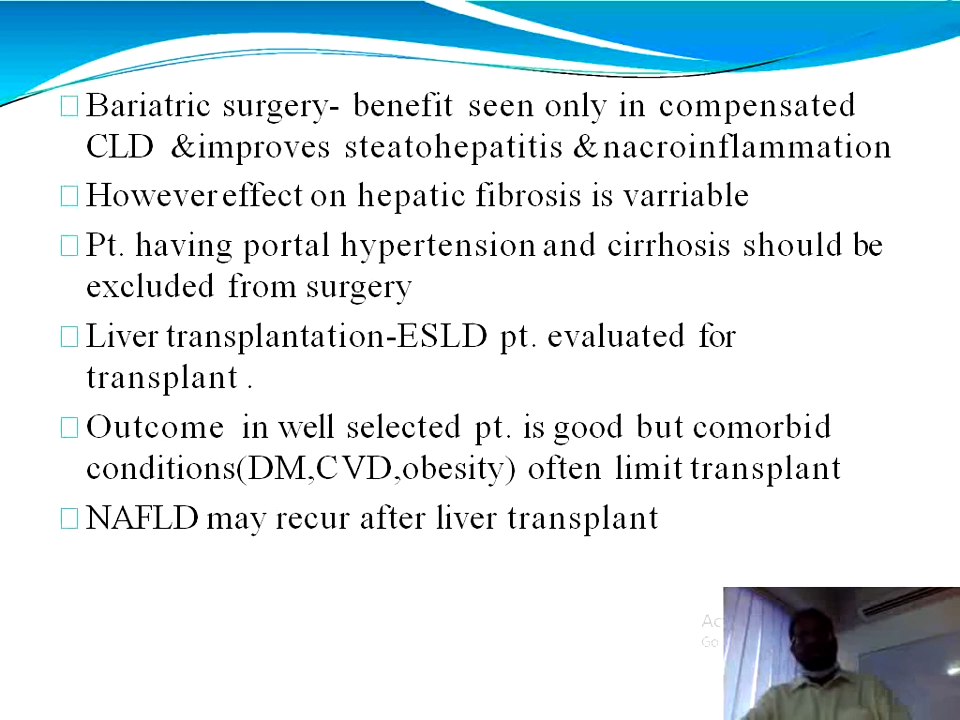 Bariatric surgery- benefit seen only in compensated
CLD &improves steatohepatitis &nacroinflammation
However effect on hepatic fibrosis is varriable
Pt. having portal hypertension and cirrhosis should be
excluded from surgery
Liver transplantation-ESLD pt. evaluated for
transplant .
Outcome in well selected pt. is good but comorbid
conditions(DM,CVD,obesity) often limit transplant
NAFLD may recur after liver transplant
Go